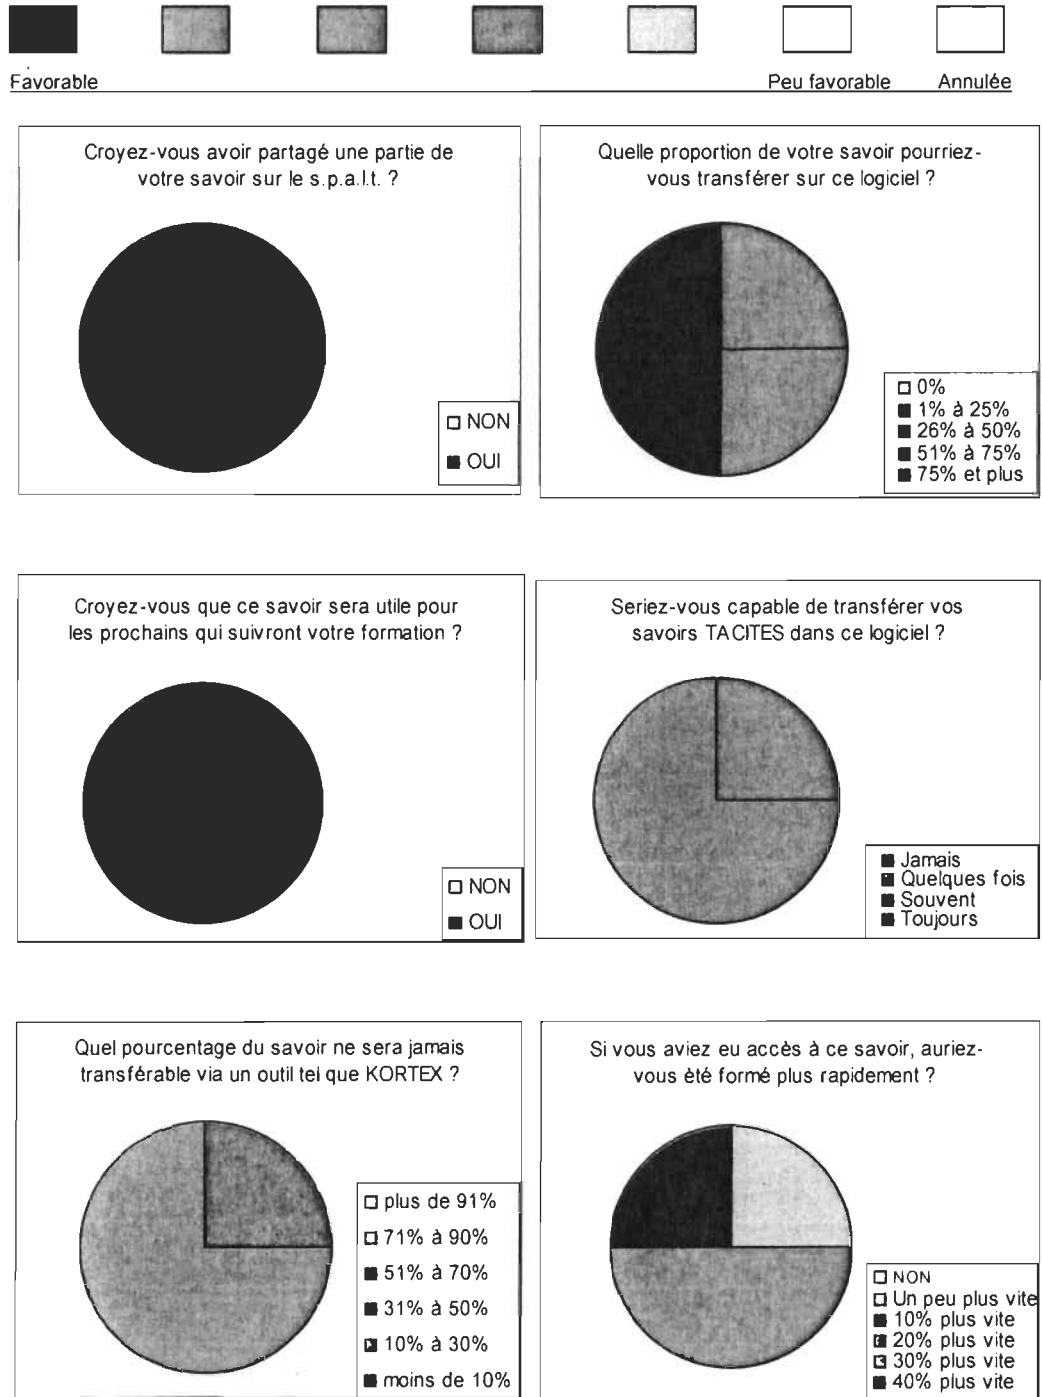 Favorable
Peu favorable
Annulée
Croyez-vous avoir partagé une partie de
votre savoir sur le s.p.a.l.t. ?
NON
OUI
Quelle proportion de votre savoir pourriez-
vous transférer sur ce logiciel ?
0%
1% à 25%
26% à 50%
51% à 75%
75% et plus
Croyez-vous que ce savoir sera utile pour
les prochains qui suivront votre formation ?
NON
OUI
Seriez-vous capable de transférer vos
savoirs TACITES dans ce logiciel ?
Jamais
Quelques fois
Souvent
Toujours
Quel pourcentage du savoir ne sera jamais
transférable via un outil tel que KORTEX ?
plus de 91%
71% à 90%
51% à 70%
31% à 50%
10% à 30%
moins de 10%
Si vous aviez eu accès à ce savoir, auriez-
vous été formé plus rapidement ?
NON
Un peu plus vite
10% plus vite
20% plus vite
30% plus vite
40% plus vite